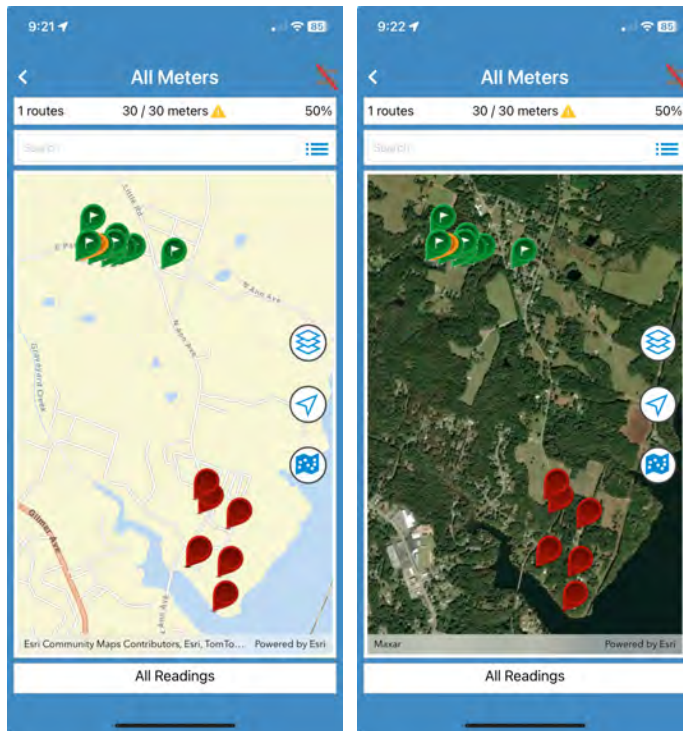 9:21
85
All Meters
1 routes 30 / 30 meters 50%
Search
Little Rd
N Ann Ave
N Ann Ave
Graveyard Creek
Gilmer Ave
Ann Ave
Esri Community Maps Contributors, Esri, TomTo... Powered by Esri
All Readings
9:22
85
All Meters
1 routes 30 / 30 meters 50%
Search
Maxar Powered by Esri
All Readings